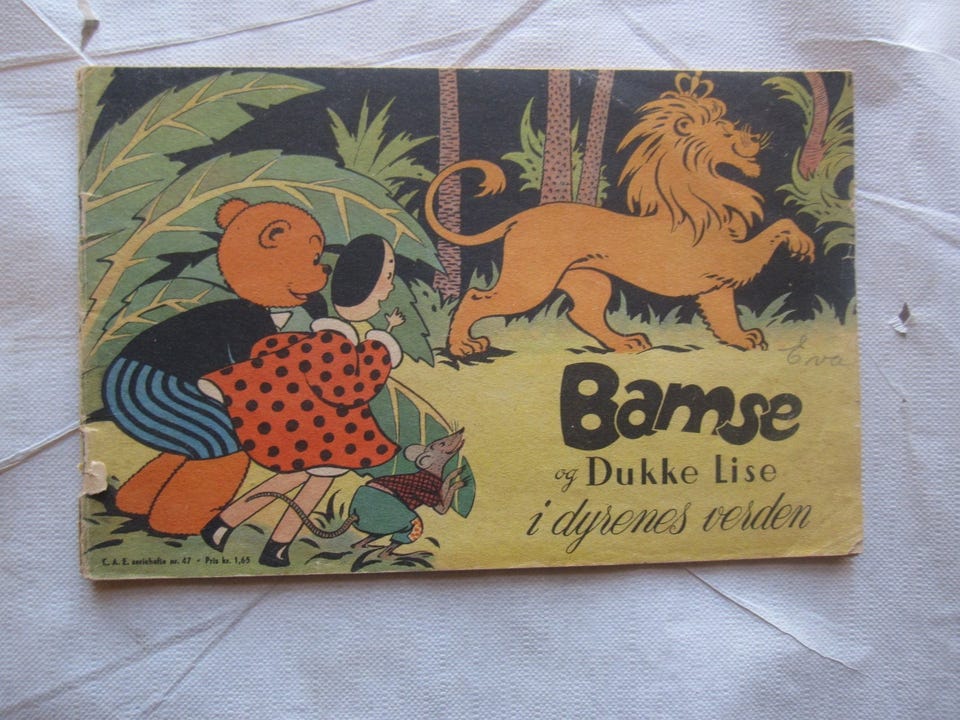 Eva
Bamse
og Dukke Lise
i dyrenes verden
C. A. E. seriehefte nr. 47 • Pris kr. 1,65